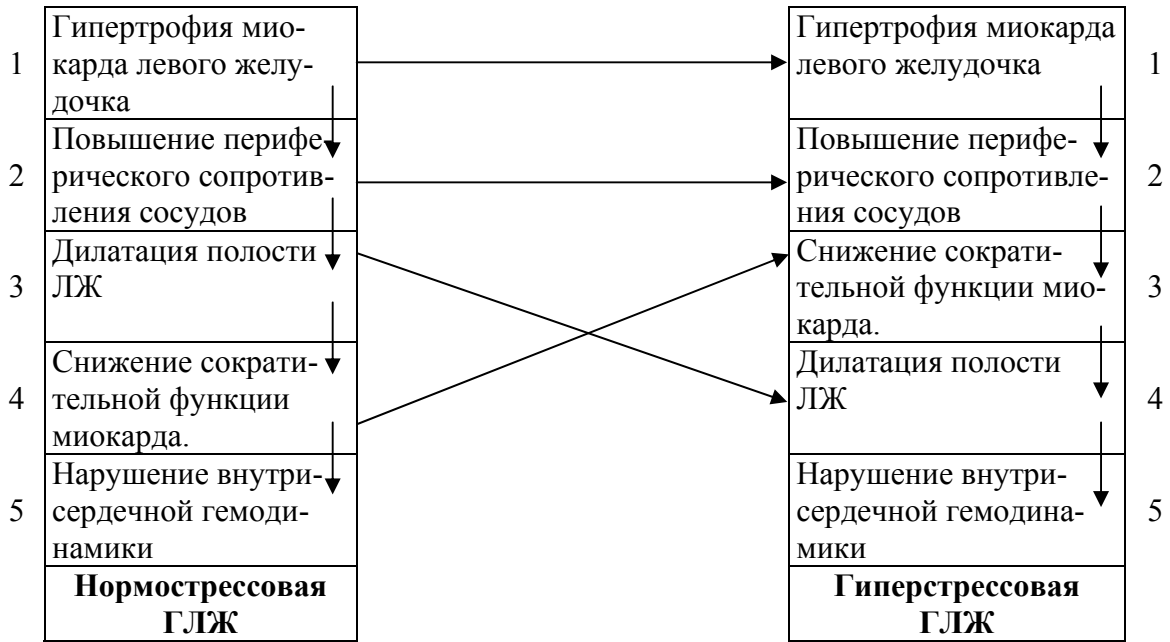 1
Гипертрофия мио-
карда левого желу-
дочка
2
Повышение перифе-
рического сопротив-
ления сосудов
3
Дилатация полости
ЛЖ
4
Снижение сократи-
тельной функции
миокарда.
5
Нарушение внутри-
сердечной гемоди-
намики
Нормострессовая
ГЛЖ
Гипертрофия миокарда
левого желудочка
1
Повышение перифе-
рического сопротивле-
ния сосудов
2
Снижение сократи-
тельной функции мио-
карда.
3
Дилатация полости
ЛЖ
4
Нарушение внутри-
сердечной гемодина-
мики
5
Гиперстрессовая
ГЛЖ